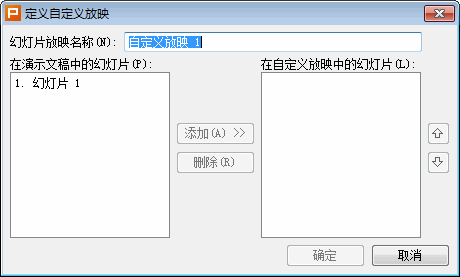 定义自定义放映
幻灯片放映名称(N): 自定义放映 1
在演示文稿中的幻灯片(P): 在自定义放映中的幻灯片(L):
1. 幻灯片 1
添加(A) >>
删除(R)
确定 取消